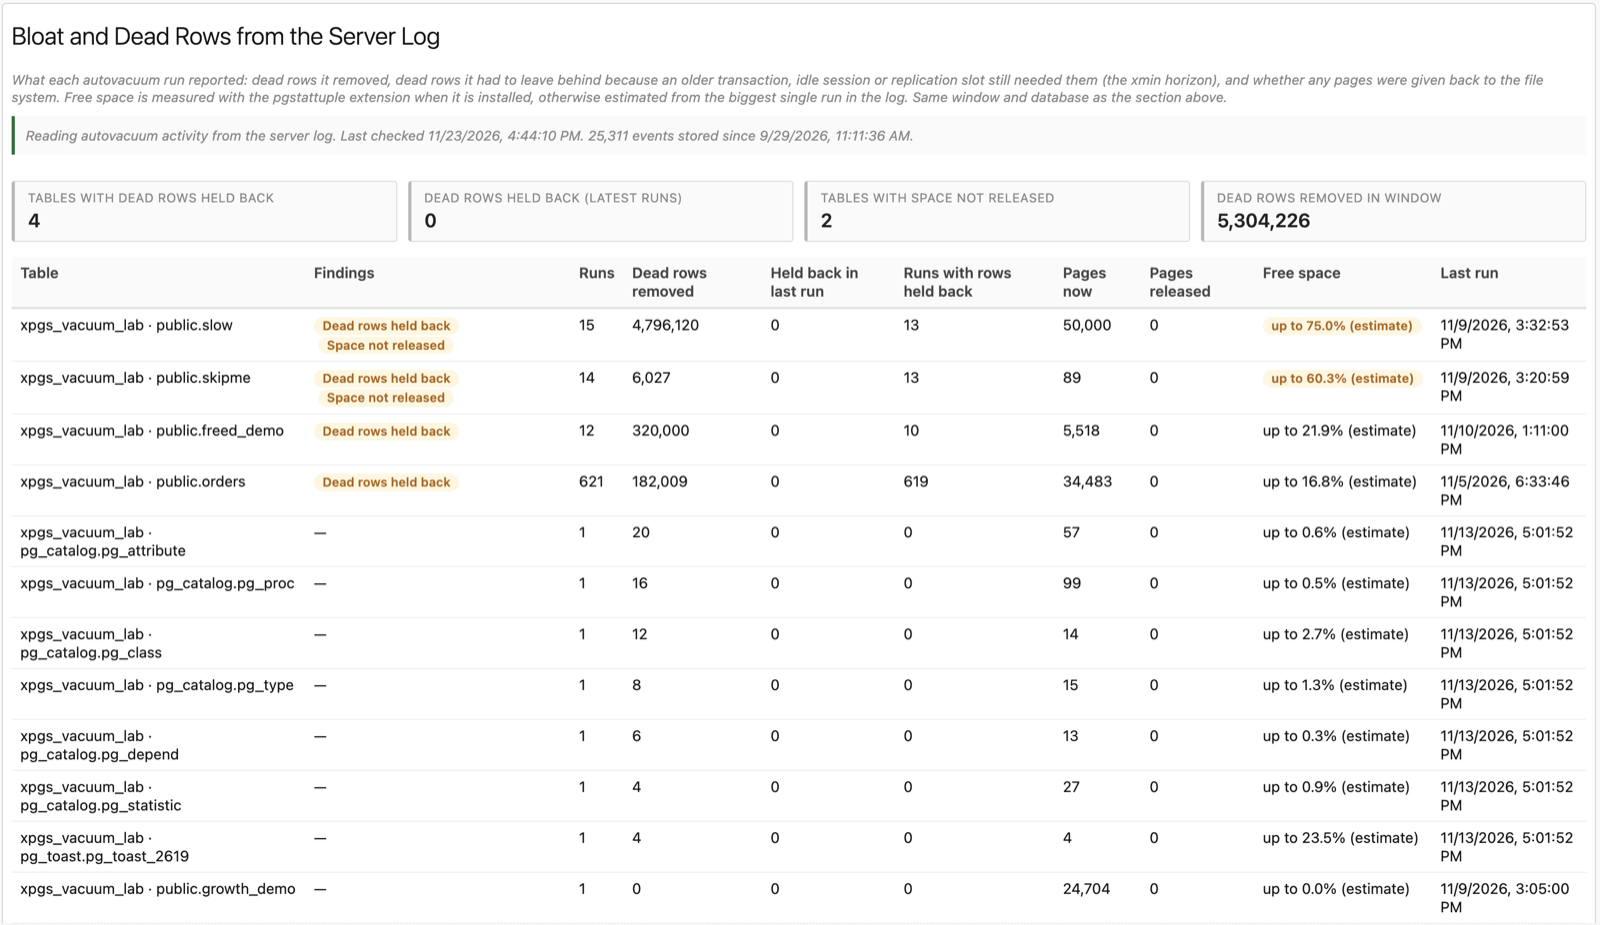 Bloat and Dead Rows from the Server Log
What each autovacuum run reported: dead rows it removed, dead rows it had to leave behind because an older transaction, idle session or replication slot still needed them (the xmin horizon), and whether any pages were given back to the file
system. Free space is measured with the pgstattuple extension when it is installed, otherwise estimated from the biggest single run in the log. Same window and database as the section above.
Reading autovacuum activity from the server log. Last checked 11/23/2026, 4:44:10 PM. 25,311 events stored since 9/29/2026, 11:11:36 AM.
TABLES WITH DEAD ROWS HELD BACK
4
DEAD ROWS HELD BACK (LATEST RUNS)
0
TABLES WITH SPACE NOT RELEASED
2
DEAD ROWS REMOVED IN WINDOW
5,304,226
Table Findings Runs Dead rows removed Held back in last run Runs with rows held back Pages now Pages released Free space Last run
xpgs_vacuum_lab · public.slow Dead rows held back Space not released 15 4,796,120 0 13 50,000 0 up to 75.0% (estimate) 11/9/2026, 3:32:53 PM
xpgs_vacuum_lab · public.skipme Dead rows held back Space not released 14 6,027 0 13 89 0 up to 60.3% (estimate) 11/9/2026, 3:20:59 PM
xpgs_vacuum_lab · public.freed_demo Dead rows held back 12 320,000 0 10 5,518 0 up to 21.9% (estimate) 11/10/2026, 1:11:00 PM
xpgs_vacuum_lab · public.orders Dead rows held back 621 182,009 0 619 34,483 0 up to 16.8% (estimate) 11/5/2026, 6:33:46 PM
xpgs_vacuum_lab · pg_catalog.pg_attribute — 1 20 0 0 57 0 up to 0.6% (estimate) 11/13/2026, 5:01:52 PM
xpgs_vacuum_lab · pg_catalog.pg_proc — 1 16 0 0 99 0 up to 0.5% (estimate) 11/13/2026, 5:01:52 PM
xpgs_vacuum_lab · pg_catalog.pg_class — 1 12 0 0 14 0 up to 2.7% (estimate) 11/13/2026, 5:01:52 PM
xpgs_vacuum_lab · pg_catalog.pg_type — 1 8 0 0 15 0 up to 1.3% (estimate) 11/13/2026, 5:01:52 PM
xpgs_vacuum_lab · pg_catalog.pg_depend — 1 6 0 0 13 0 up to 0.3% (estimate) 11/13/2026, 5:01:52 PM
xpgs_vacuum_lab · pg_catalog.pg_statistic — 1 4 0 0 27 0 up to 0.9% (estimate) 11/13/2026, 5:01:52 PM
xpgs_vacuum_lab · pg_toast.pg_toast_2619 — 1 4 0 0 4 0 up to 23.5% (estimate) 11/13/2026, 5:01:52 PM
xpgs_vacuum_lab · public.growth_demo — 1 0 0 0 24,704 0 up to 0.0% (estimate) 11/9/2026, 3:05:00 PM